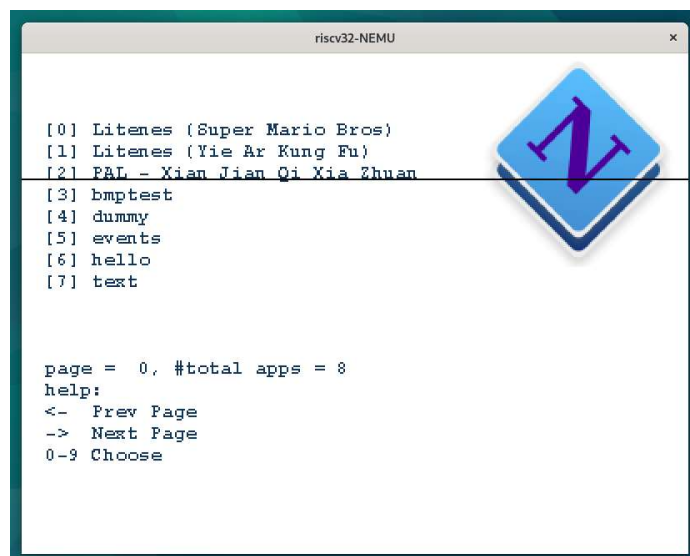 riscv32-NEMU
×
N
[0] Litenes (Super Mario Bros)
[1] Litenes (Yie Ar Kung Fu)
[2] PAL - Xian Jian Qi Xia Zhuan
[3] bmptest
[4] dummy
[5] events
[6] hello
[7] text
page =  0, #total apps = 8
help:
<-  Prev Page
->  Next Page
0-9 Choose